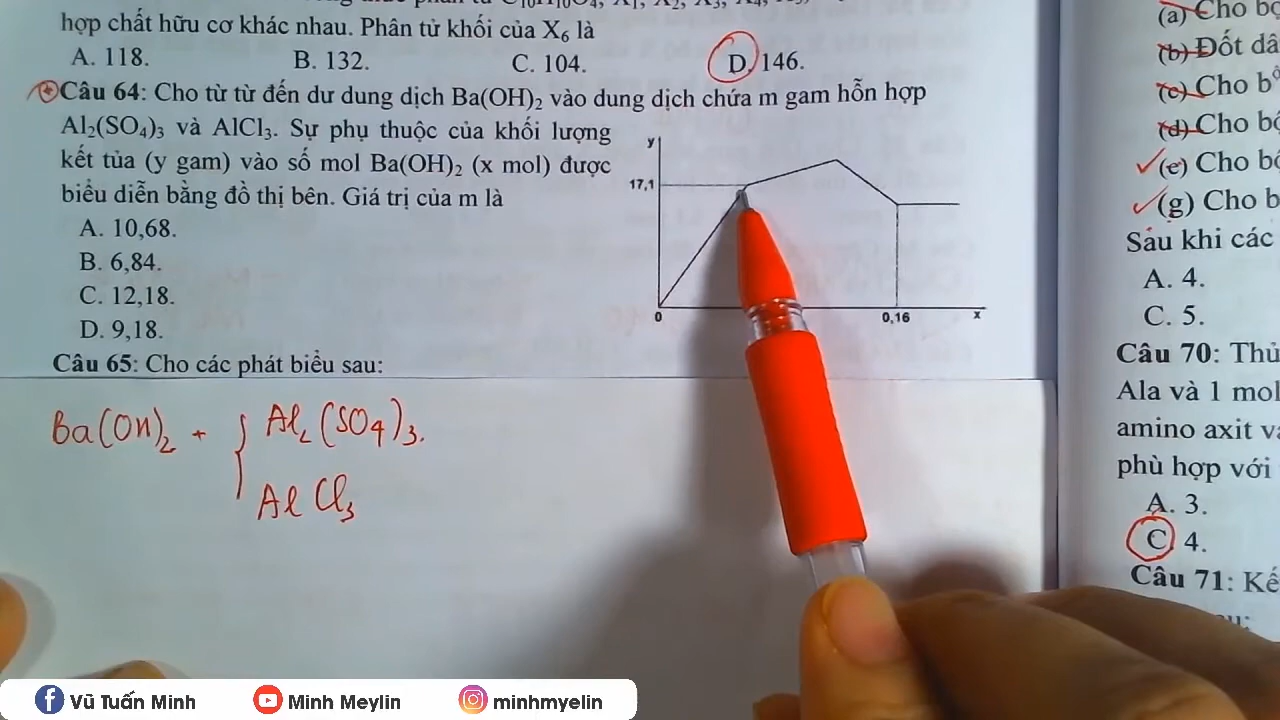 C₁₀H₁₀O₄, X₁, X₂, X₃, X₄,
hợp chất hữu cơ khác nhau. Phân tử khối của X₆ là
A. 118. B. 132. C. 104. D. 146.
Câu 64: Cho từ từ đến dư dung dịch Ba(OH)₂ vào dung dịch chứa m gam hỗn hợp
Al₂(SO₄)₃ và AlCl₃. Sự phụ thuộc của khối lượng
kết tủa (y gam) vào số mol Ba(OH)₂ (x mol) được
biểu diễn bằng đồ thị bên. Giá trị của m là
A. 10,68.
B. 6,84.
C. 12,18.
D. 9,18.
y
17,1
0 0,16 x
Câu 65: Cho các phát biểu sau:
Ba(OH)₂ + { Al₂(SO₄)₃.
AlCl₃
(a) Cho
(b) Đốt
(c) Cho
(d) Cho
(e) Cho
(g) Cho
Sau khi các
A. 4.
C. 5.
Câu 70: Thủ
Ala và 1 mol
amino axit
phù hợp với
A. 3.
C. 4.
Câu 71: Kế
Vũ Tuấn Minh Minh Meylin minhmyelin